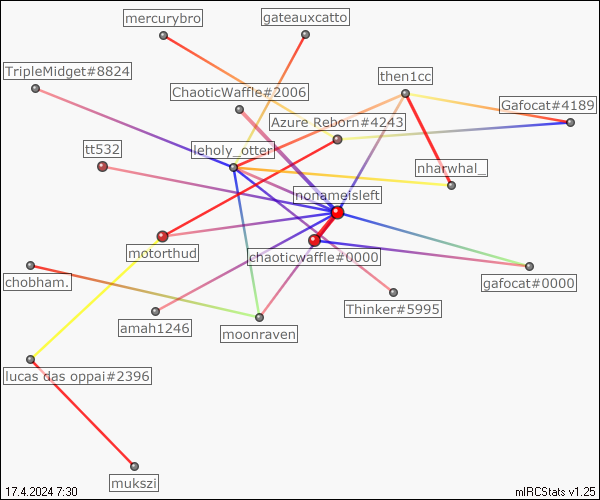 mercurybro
gateauxcatto
TripleMidget#8824
then1cc
ChaoticWaffle#2006
Gafocat#4189
Azure Reborn#4243
tt532
leholy_otter
nharwhal_
nonameisleft
motorthud
chaoticwaffle#0000
chobham.
gafocat#0000
Thinker#5995
amah1246
moonraven
lucas das oppai#2396
mukszi
17.4.2024 7:30
mIRCStats v1.25